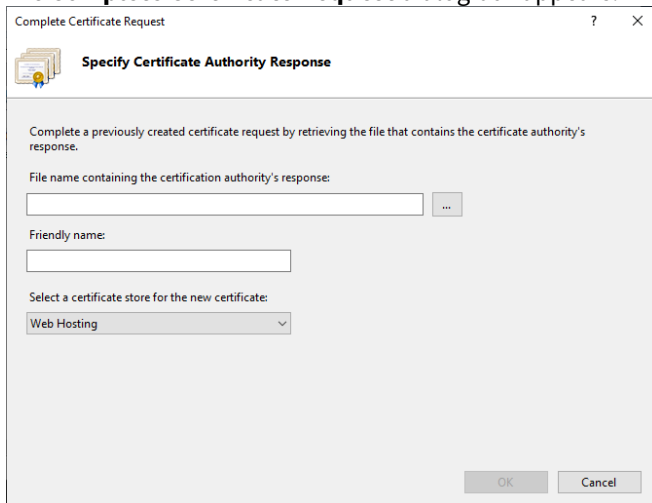 Complete Certificate Request ? ×
Specify Certificate Authority Response
Complete a previously created certificate request by retrieving the file that contains the certificate authority's
response.
File name containing the certification authority's response:
...
Friendly name:
Select a certificate store for the new certificate:
Web Hosting
OK Cancel